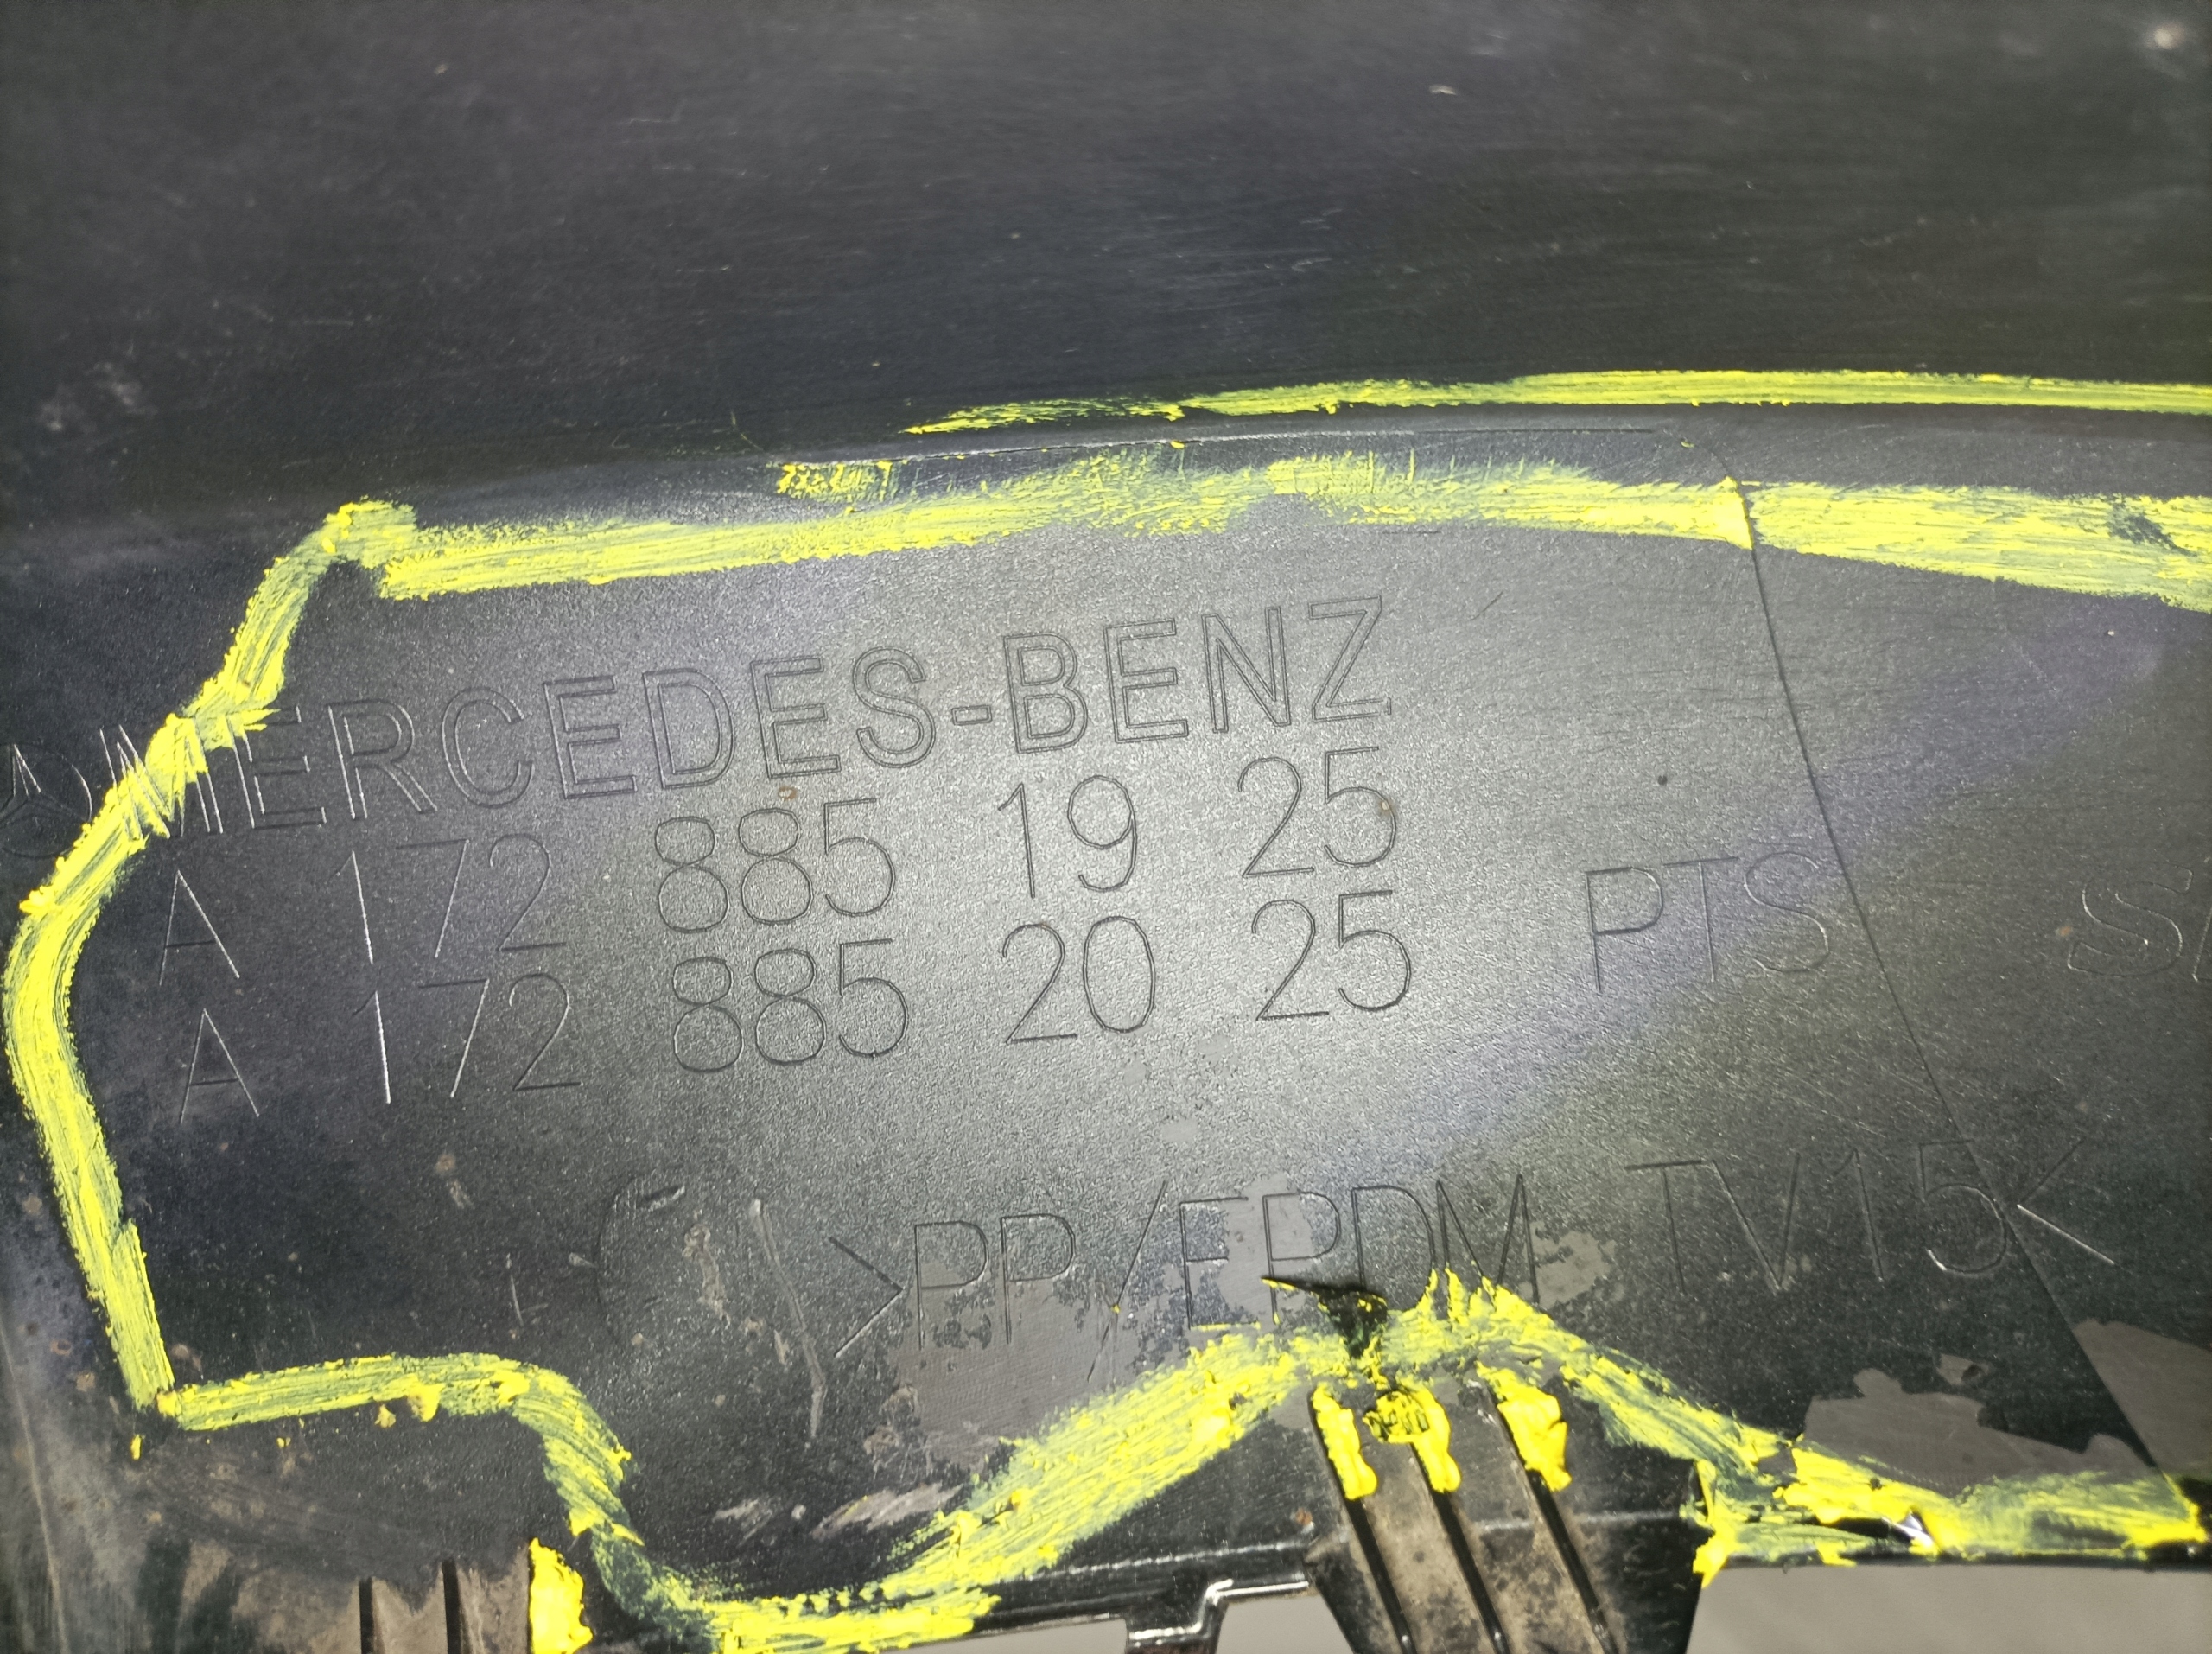 MERCEDES-BENZ
A 172 885 19 25
A 172 885 20 25 PTS
>PP/EPDM TV15<